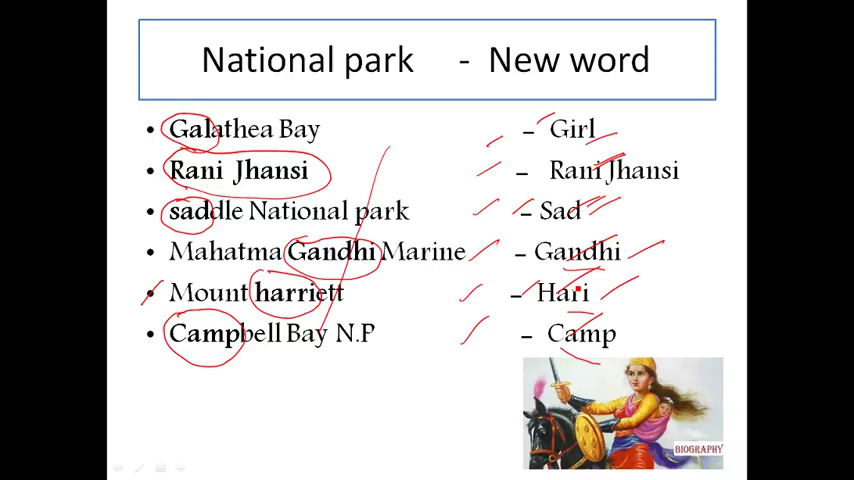 National park - New word
• Galathea Bay – Girl
• Rani Jhansi – Rani Jhansi
• saddle National park – Sad
• Mahatma Gandhi Marine – Gandhi
• Mount harriett – Hari
• Campbell Bay N.P – Camp
BIOGRAPHY